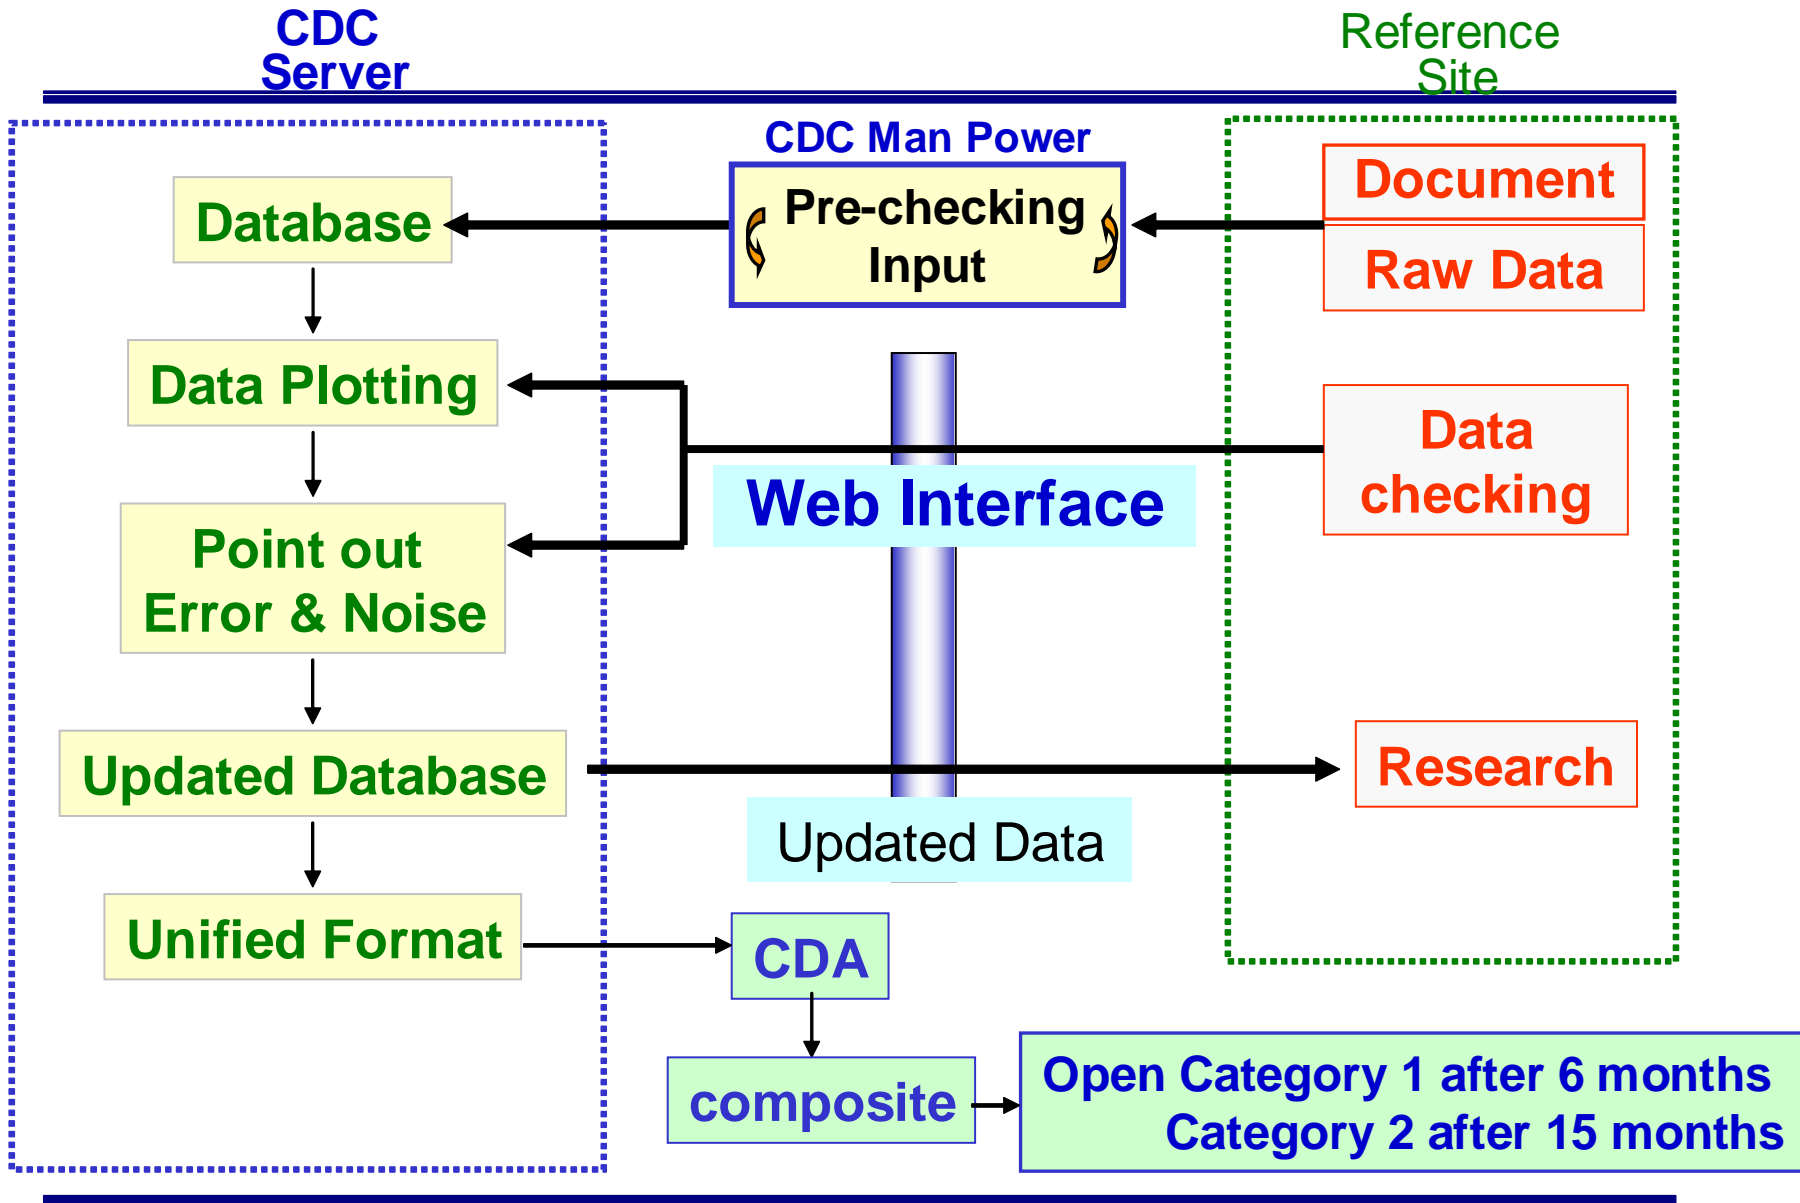 CDC
Server
Reference
Site
CDC Man Power
Document
Pre-checking
Input
Database
Raw Data
Data Plotting
Data
checking
Web Interface
Point out
Error & Noise
Updated Database
Research
Updated Data
Unified Format
CDA
composite
Open Category 1 after 6 months
Category 2 after 15 months